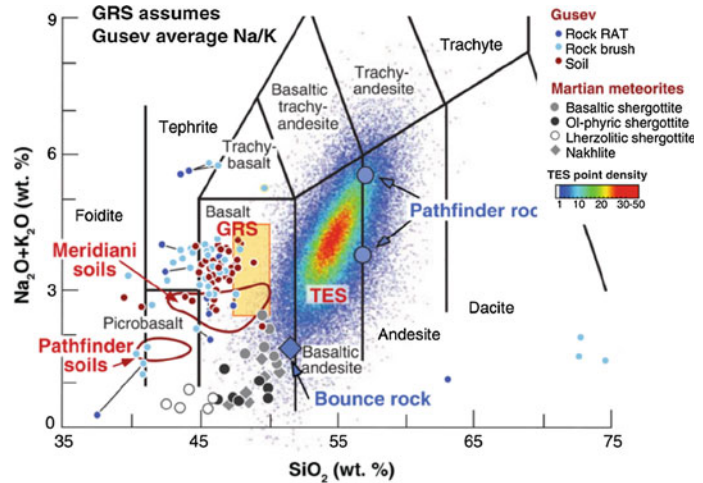 GRS assumes
Gusev average Na/K
Gusev
Rock RAT
Rock brush
Soil
Martian meteorites
Basaltic shergottite
Ol-phyric shergottite
Lherzolitic shergottite
Nakhlite
TES point density
1 10 20 30-50
9
6
3
0
Na2O+K2O (wt. %)
Trachyte
Trachy-
andesite
Basaltic
trachy-
andesite
Tephrite
Trachy-
basalt
Foidite
Basalt
GRS
Pathfinder roc
Meridiani
soils
TES
Picrobasalt
Dacite
Andesite
Pathfinder
soils
Basaltic
andesite
Bounce rock
35 45 55 65 75
SiO2 (wt. %)